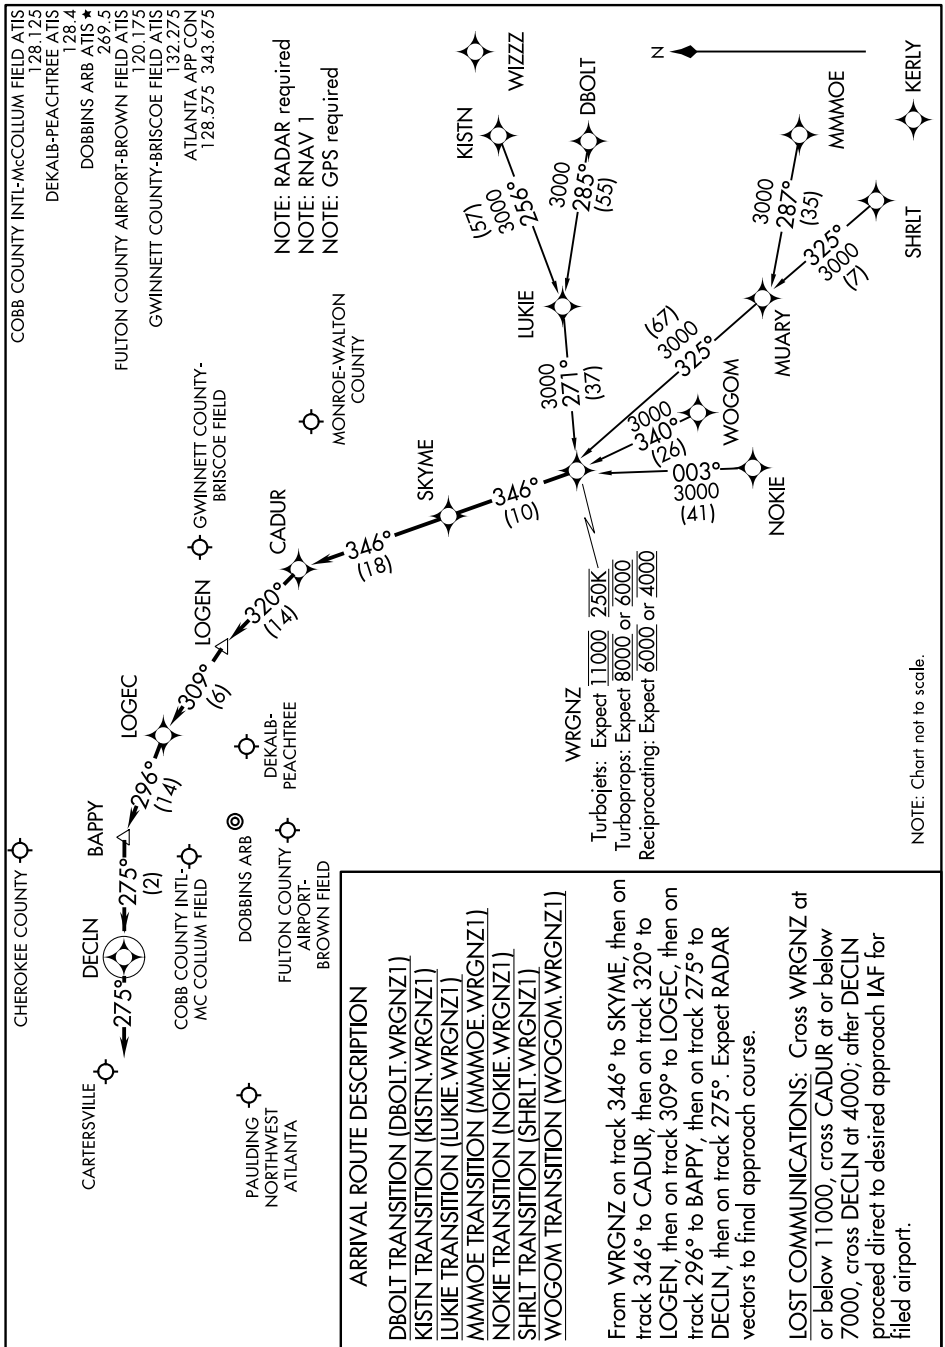 COBB COUNTY INTL-McCOLLUM FIELD ATIS
128.125
DEKALB-PEACHTREE ATIS
128.4
DOBBINS ARB ATIS ★
269.5
FULTON COUNTY AIRPORT-BROWN FIELD ATIS
120.175
GWINNETT COUNTY-BRISCOE FIELD ATIS
132.275
ATLANTA APP CON
128.575 343.675
NOTE: RADAR required
NOTE: RNAV 1
NOTE: GPS required
CHEROKEE COUNTY
CARTERSVILLE
275°
DECLN
275°
(2)
BAPPY
296°
(14)
LOGEC
309°
(6)
LOGEN
320°
(14)
CADUR
346°
(18)
SKYME
346°
(10)
GWINNETT COUNTY-
BRISCOE FIELD
MONROE-WALTON
COUNTY
COBB COUNTY INTL-
MC COLLUM FIELD
DOBBINS ARB
DEKALB-
PEACHTREE
FULTON COUNTY
AIRPORT-
BROWN FIELD
PAULDING
NORTHWEST
ATLANTA
WIZZZ
KISTN
(57)
3000
256°
DBOLT
3000
285°
(55)
LUKIE
3000
271°
(37)
N
KERLY
MMMOE
3000
287°
(35)
SHRLT
325°
3000
(7)
MUARY
(67)
3000
325°
WOGOM
3000
340°
(26)
NOKIE
003°
3000
(41)
WRGNZ
Turbojets: Expect 11000 250K
Turboprops: Expect 8000 or 6000
Reciprocating: Expect 6000 or 4000
NOTE: Chart not to scale.
ARRIVAL ROUTE DESCRIPTION
DBOLT TRANSITION (DBOLT.WRGNZ1)
KISTN TRANSITION (KISTN.WRGNZ1)
LUKIE TRANSITION (LUKIE.WRGNZ1)
MMMOE TRANSITION (MMMOE.WRGNZ1)
NOKIE TRANSITION (NOKIE.WRGNZ1)
SHRLT TRANSITION (SHRLT.WRGNZ1)
WOGOM TRANSITION (WOGOM.WRGNZ1)
From WRGNZ on track 346° to SKYME, then on
track 346° to CADUR, then on track 320° to
LOGEN, then on track 309° to LOGEC, then on
track 296° to BAPPY, then on track 275° to
DECLN, then on track 275°. Expect RADAR
vectors to final approach course.
LOST COMMUNICATIONS: Cross WRGNZ at
or below 11000, cross CADUR at or below
7000, cross DECLN at 4000; after DECLN
proceed direct to desired approach IAF for
filed airport.